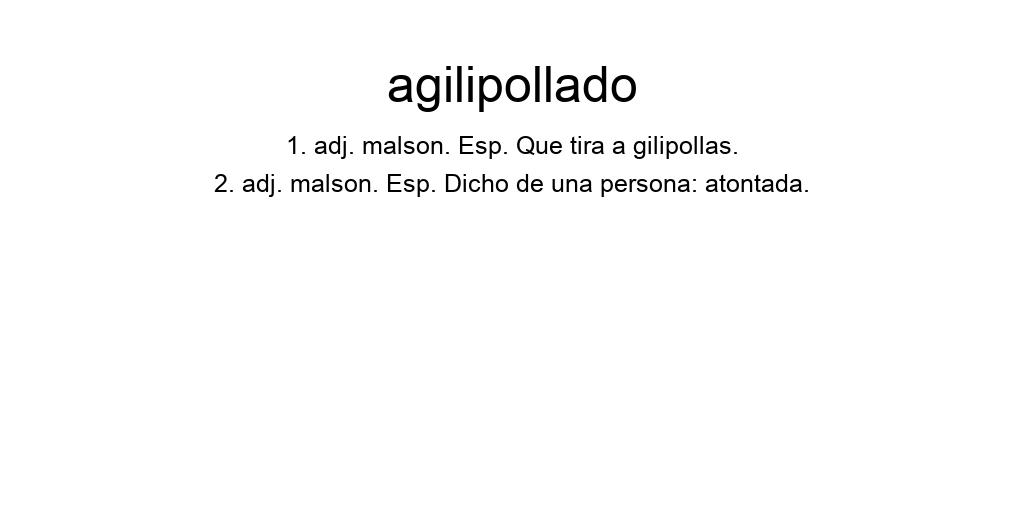 agilipollado
1. adj. malson. Esp. Que tira a gilipollas.
2. adj. malson. Esp. Dicho de una persona: atontada.